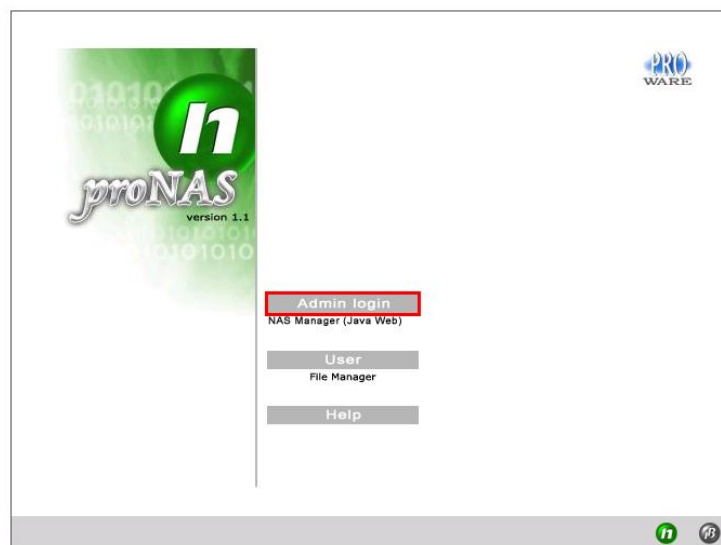 proNAS
version 1.1
PRO
WARE
Admin login
NAS Manager (Java Web)
User
File Manager
Help